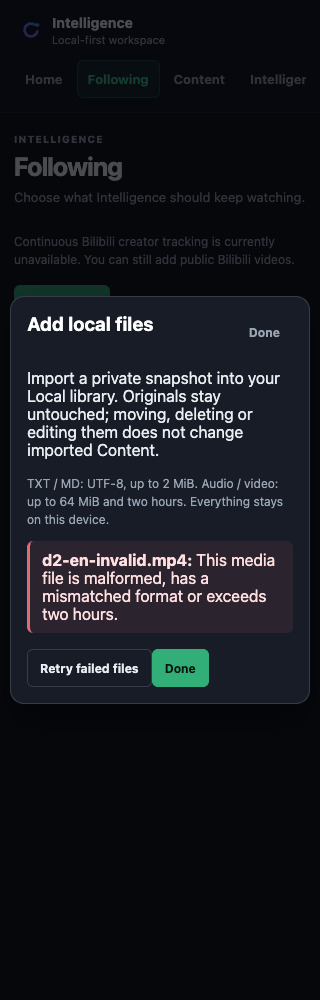 Intelligence
Local-first workspace
Home Following Content Intelliger
INTELLIGENCE
Following
Choose what Intelligence should keep watching.
Continuous Bilibili creator tracking is currently
unavailable. You can still add public Bilibili videos.
Add local files
Done
Import a private snapshot into your
Local library. Originals stay
untouched; moving, deleting or
editing them does not change
imported Content.
TXT / MD: UTF-8, up to 2 MiB. Audio / video:
up to 64 MiB and two hours. Everything stays
on this device.
d2-en-invalid.mp4: This media
file is malformed, has a
mismatched format or exceeds
two hours.
Retry failed files Done